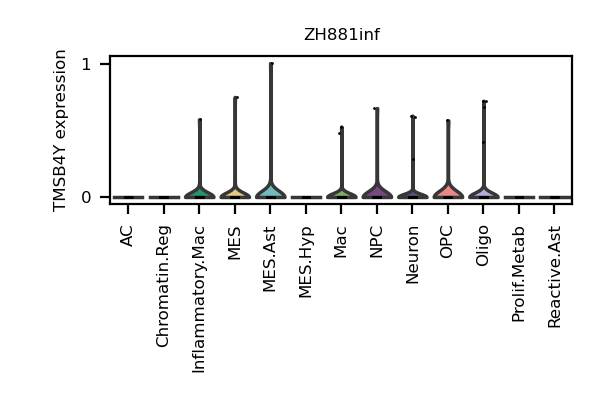 ZH881inf
TMSB4Y expression
1
0
AC
Chromatin.Reg
Inflammatory.Mac
MES
MES.Ast
MES.Hyp
Mac
NPC
Neuron
OPC
Oligo
Prolif.Metab
Reactive.Ast